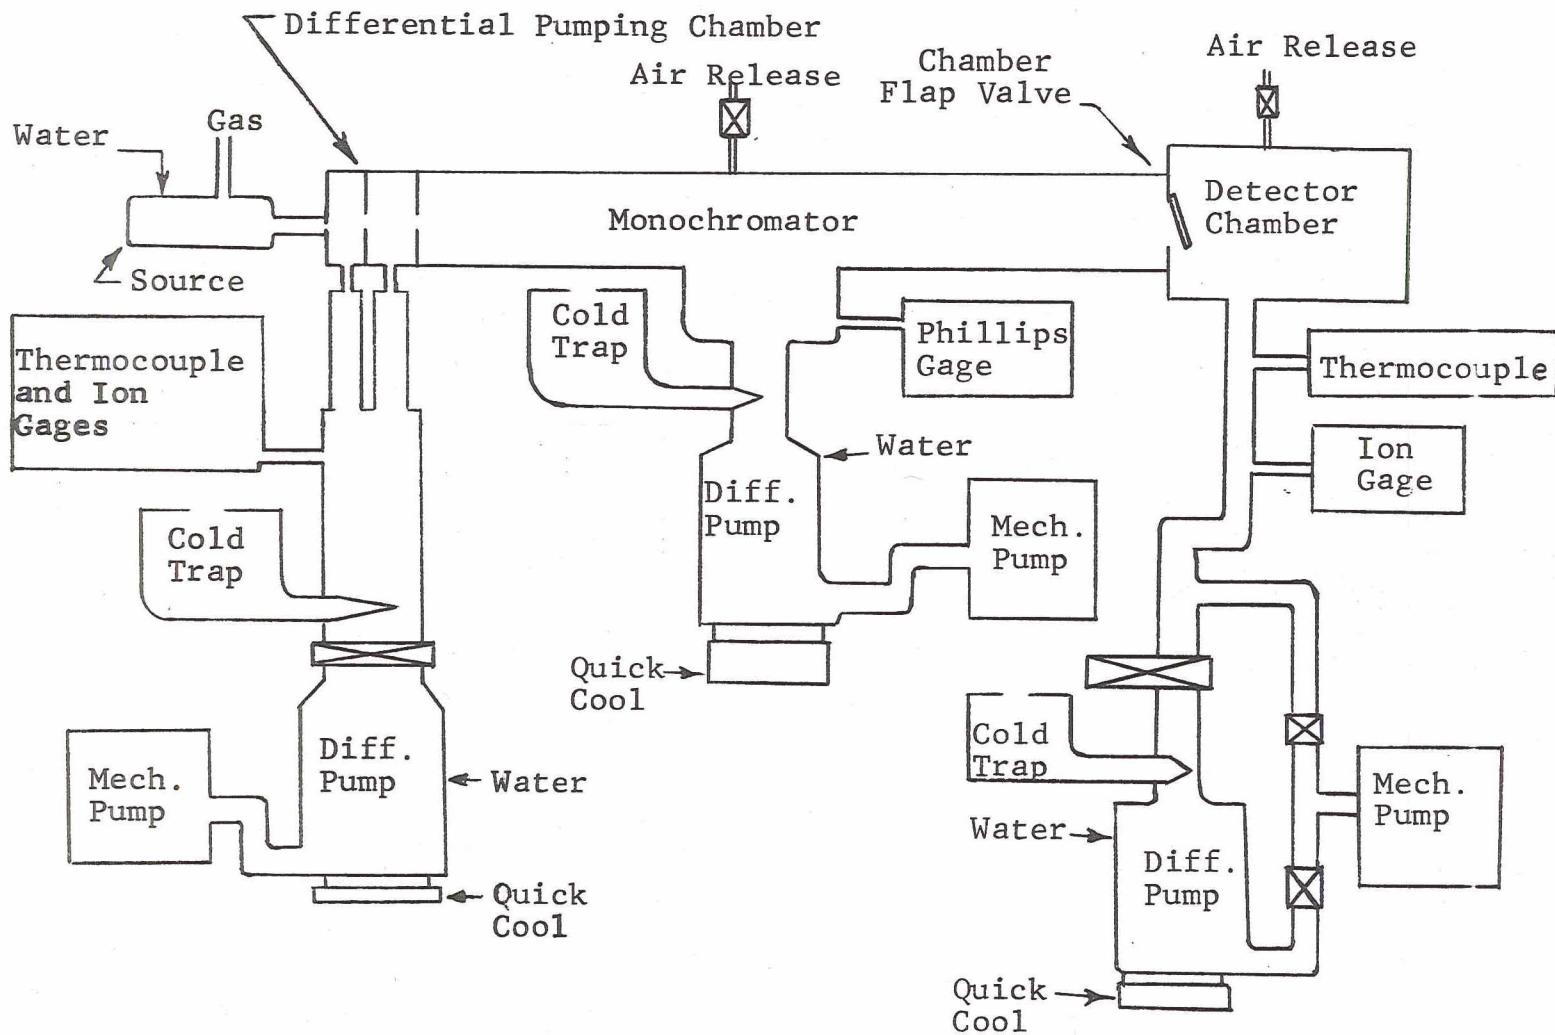 Differential Pumping Chamber
Air Release
Chamber
Flap Valve
Air Release
Water
Gas
Source
Monochromator
Detector
Chamber
Thermocouple
and Ion
Gages
Cold
Trap
Phillips
Gage
Thermocouple
Ion
Gage
Water
Cold
Trap
Diff.
Pump
Mech.
Pump
Quick
Cool
Mech.
Pump
Diff.
Pump
Water
Quick
Cool
Cold
Trap
Water
Diff.
Pump
Mech.
Pump
Quick
Cool